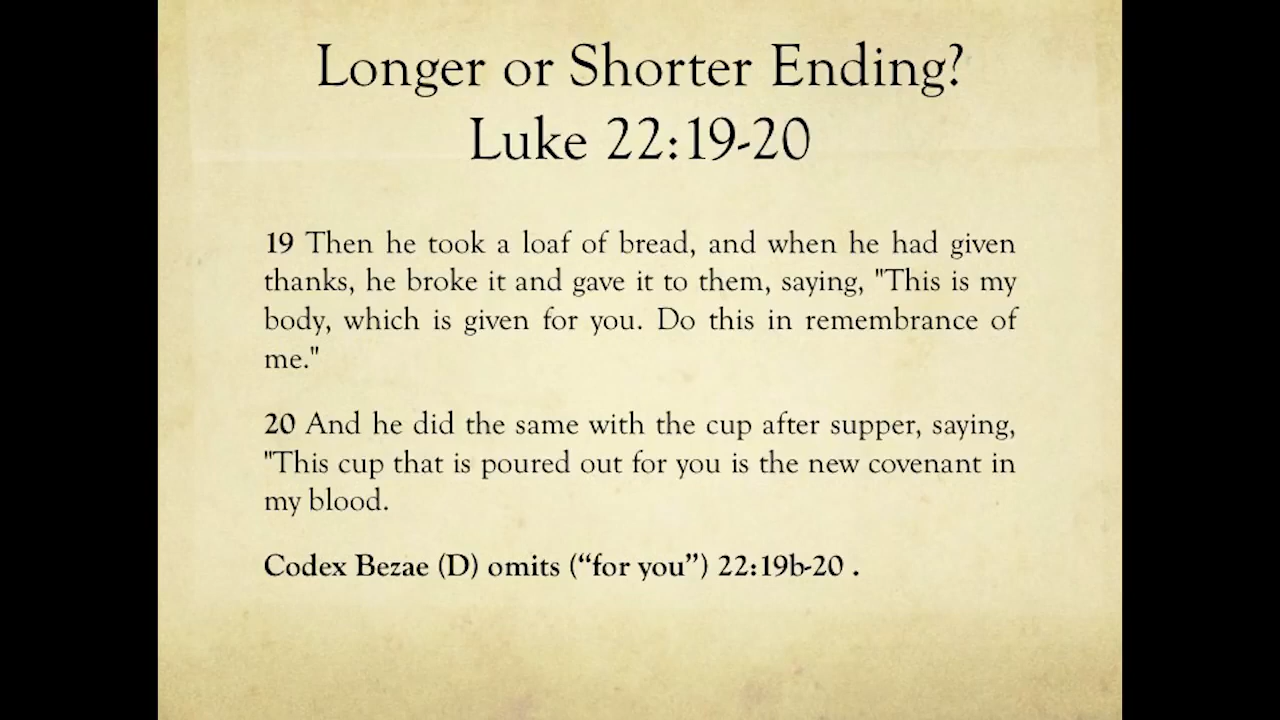 Longer or Shorter Ending?
Luke 22:19-20
19 Then he took a loaf of bread, and when he had given
thanks, he broke it and gave it to them, saying, "This is my
body, which is given for you. Do this in remembrance of
me."
20 And he did the same with the cup after supper, saying,
"This cup that is poured out for you is the new covenant in
my blood.
Codex Bezae (D) omits (“for you”) 22:19b-20 .